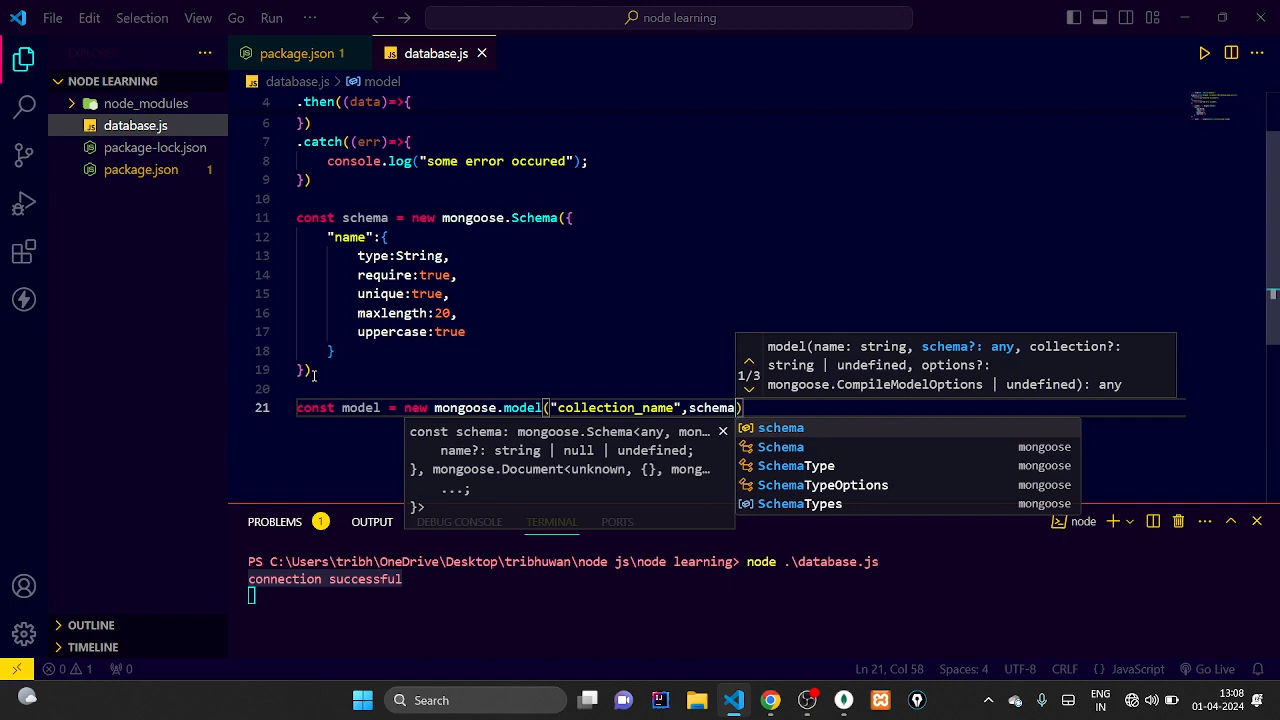 File Edit Selection View Go Run ··· node learning
EXPLORER ···
package.json 1 database.js
NODE LEARNING
node_modules
database.js
package-lock.json
package.json 1
OUTLINE
TIMELINE
database.js > model
4 .then((data)=>{
6 })
7 .catch((err)=>{
8 console.log("some error occured");
9 })
10
11 const schema = new mongoose.Schema({
12 "name":{
13 type:String,
14 require:true,
15 unique:true,
16 maxlength:20,
17 uppercase:true
18 }
19 });
20
21 const model = new mongoose.model("collection_name",schema)
1/3
model(name: string, schema?: any, collection?:
string | undefined, options?:
mongoose.CompileModelOptions | undefined): any
const schema: mongoose.Schema<any, mon...
name?: string | null | undefined;
}, mongoose.Document<unknown, {}, mong...
...;
}>
schema
Schema mongoose
SchemaType mongoose
SchemaTypeOptions mongoose
SchemaTypes mongoose
PROBLEMS 1 OUTPUT DEBUG CONSOLE TERMINAL PORTS node
PS C:\Users\tribh\OneDrive\Desktop\tribhuwan\node js\node learning> node .\database.js
connection successful
0 1 0 Ln 21, Col 58 Spaces: 4 UTF-8 CRLF {} JavaScript Go Live
Search
ENG
IN
13:08
01-04-2024